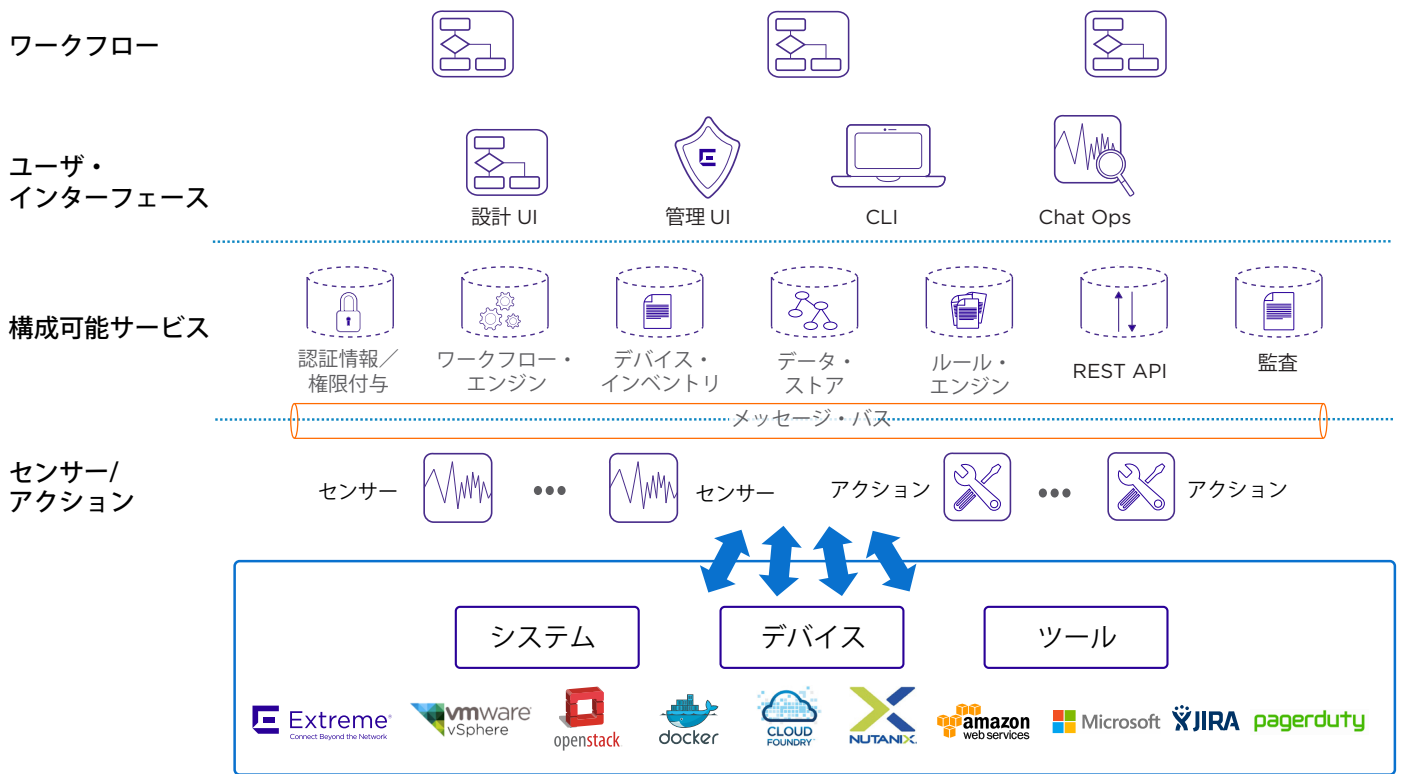 ワークフロー
ユーザ・
インターフェース
設計 UI
管理 UI
CLI
Chat Ops
構成可能サービス
認証情報／
権限付与
ワークフロー・
エンジン
デバイス・
インベントリ
データ・
ストア
ルール・
エンジン
REST API
監査
メッセージ・バス
センサー/
アクション
センサー
センサー
アクション
アクション
システム
デバイス
ツール
Extreme
Connect Beyond the Network
vmware
vSphere
openstack
docker
CLOUD
FOUNDRY
NUTANIX
amazon
web services
Microsoft
JIRA
pagerduty